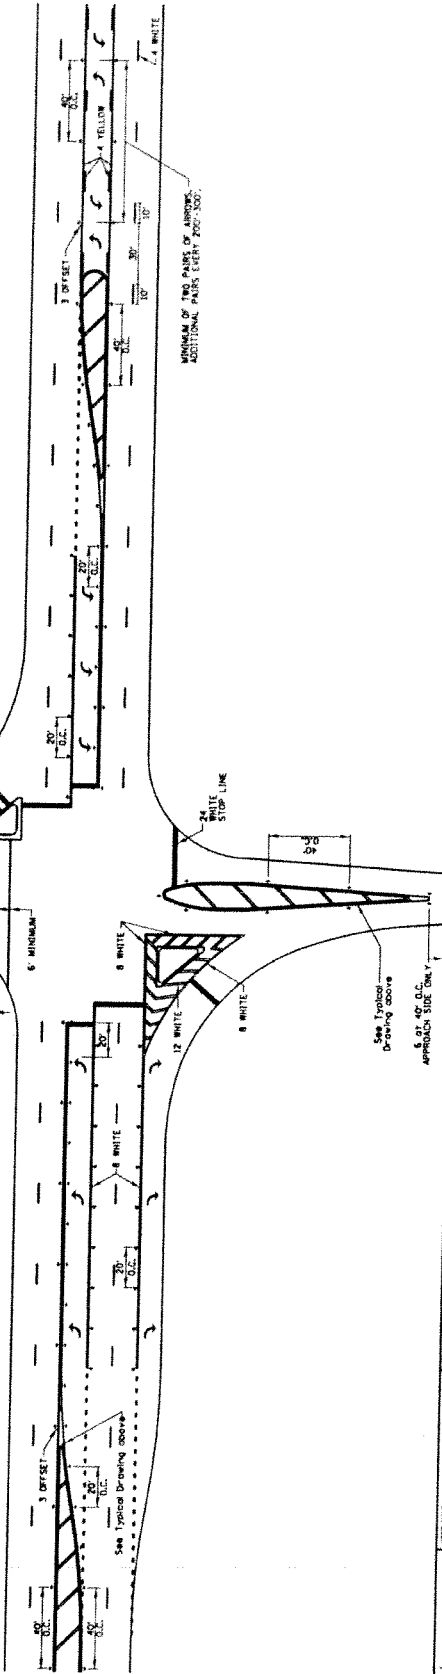 4 WHITE
40'
O.C.
4 YELLOW
3 OFFSET
10'
30'
10'
MINIMUM OF TWO PAIRS OF ARROWS.
ADDITIONAL PAIRS EVERY 200'-300'.
40'
O.C.
20'
O.C.
20'
O.C.
24
WHITE
STOP LINE
40'
O.C.
6' MINIMUM
8 WHITE
12 WHITE
8 WHITE
See Typical
Drawing above
6 at 40' O.C.
APPROACH SIDE ONLY
20'
8 WHITE
20'
O.C.
3 OFFSET
See Typical Drawing above
20'
O.C.
40'
O.C.
40'
O.C.